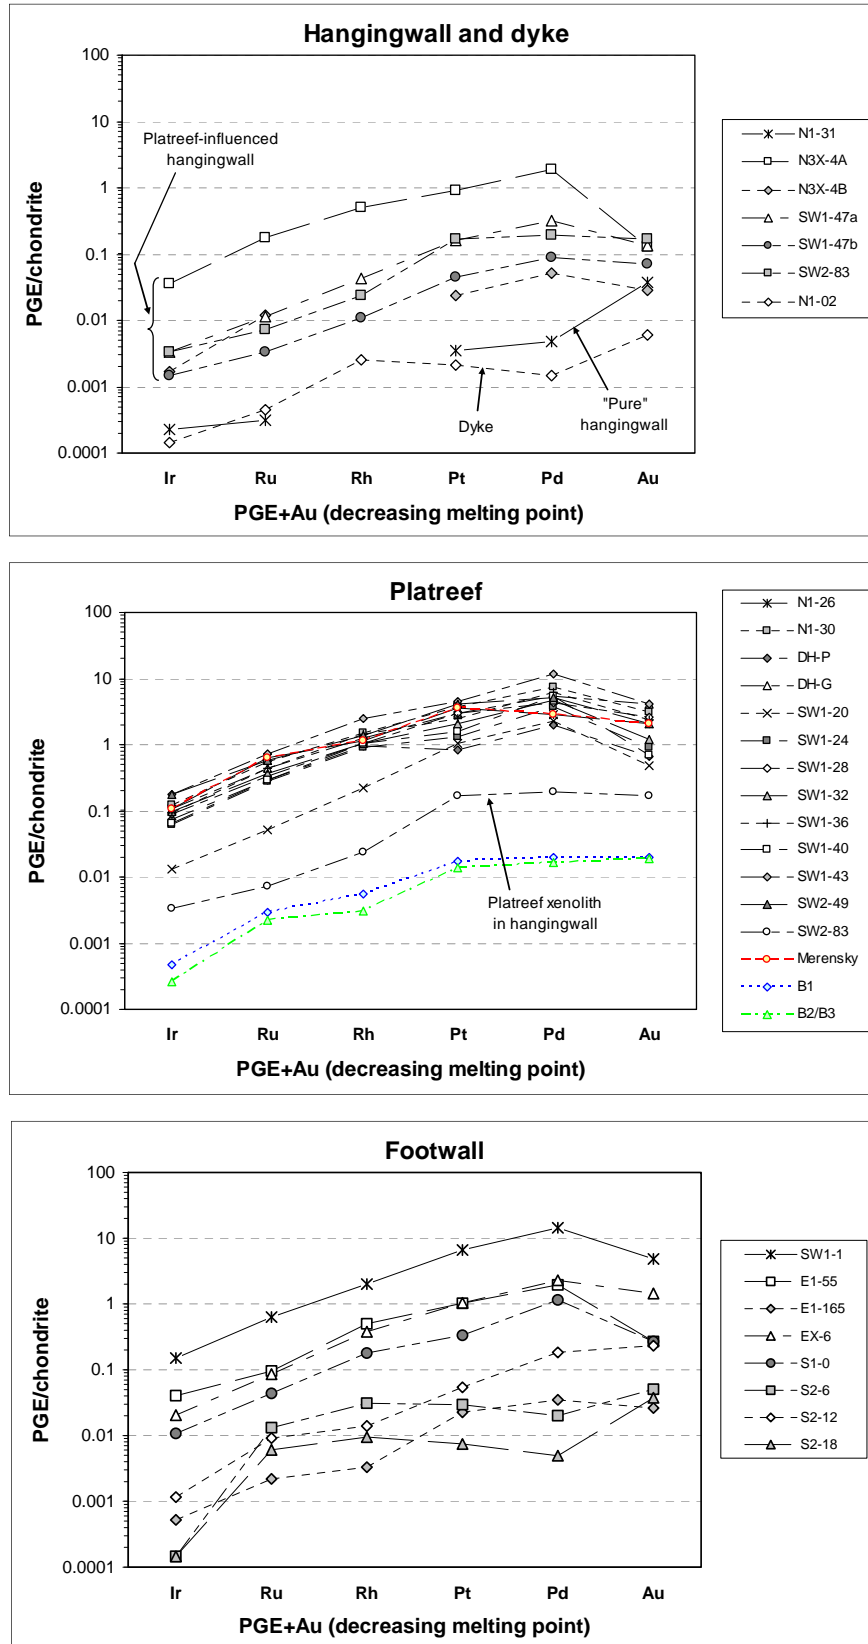 Hangingwall and dyke
100
10
1
0.1
0.01
0.001
0.0001
PGE/chondrite
Platreef-influenced
hangingwall
Dyke
"Pure"
hangingwall
Ir Ru Rh Pt Pd Au
PGE+Au (decreasing melting point)
N1-31
N3X-4A
N3X-4B
SW1-47a
SW1-47b
SW2-83
N1-02
Platreef
100
10
1
0.1
0.01
0.001
0.0001
PGE/chondrite
Platreef xenolith
in hangingwall
Ir Ru Rh Pt Pd Au
PGE+Au (decreasing melting point)
N1-26
N1-30
DH-P
DH-G
SW1-20
SW1-24
SW1-28
SW1-32
SW1-36
SW1-40
SW1-43
SW2-49
SW2-83
Merensky
B1
B2/B3
Footwall
100
10
1
0.1
0.01
0.001
0.0001
PGE/chondrite
Ir Ru Rh Pt Pd Au
PGE+Au (decreasing melting point)
SW1-1
E1-55
E1-165
EX-6
S1-0
S2-6
S2-12
S2-18